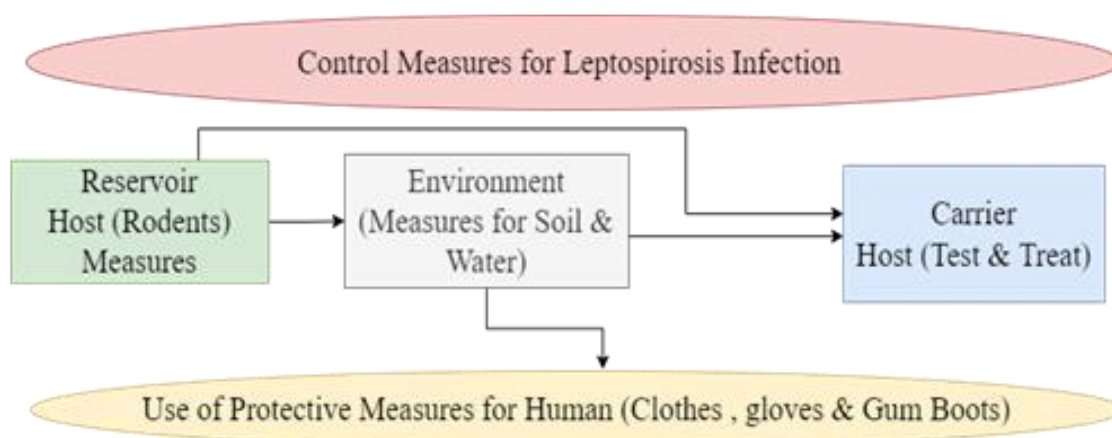 Control Measures for Leptospirosis Infection
Reservoir
Host (Rodents)
Measures
Environment
(Measures for Soil &
Water)
Carrier
Host (Test & Treat)
Use of Protective Measures for Human (Clothes , gloves & Gum Boots)